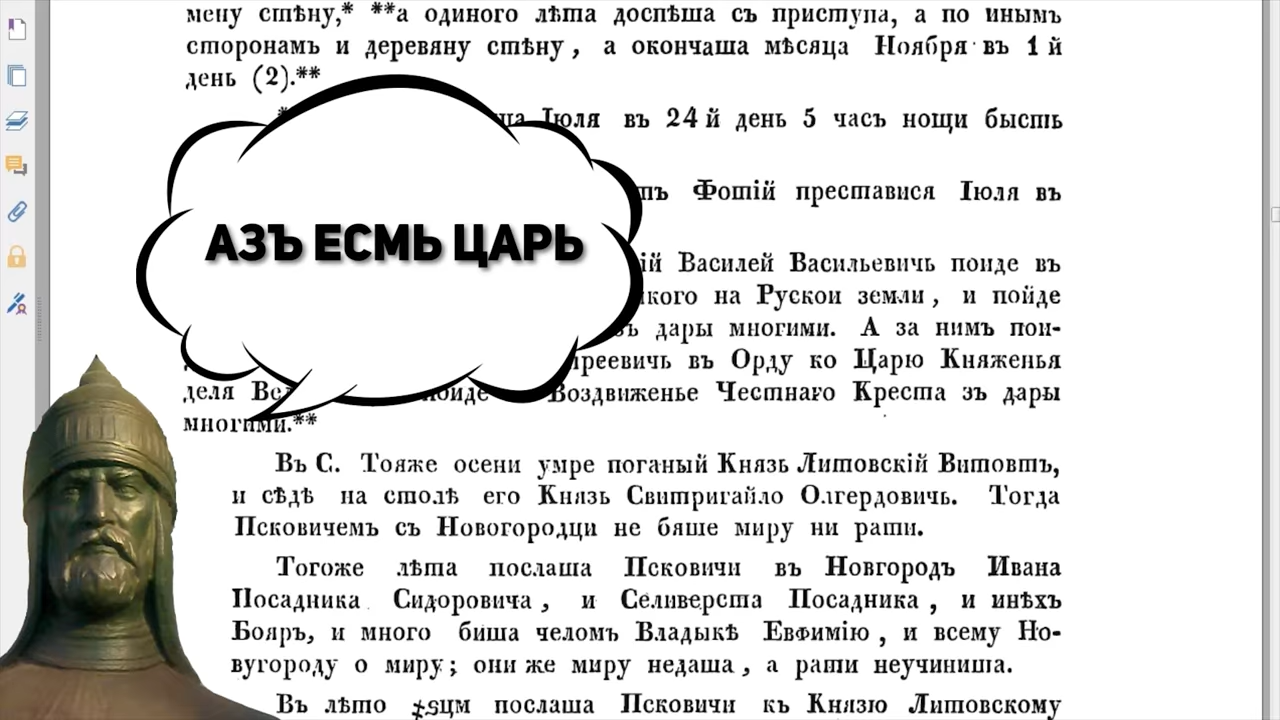 мену стѣну,* **а одиного лѣта доспѣша съ приступа, а по инымъ
сторонамъ и деревяну стѣну, а окончаша мѣсяца Ноября въ 1 й
день (2).**
Іюля въ 24 й день 5 часъ нощи бысть
Фотій преставися Іюля въ
АЗЪ ЕСМЬ ЦАРЬ
Василей Васильевичь поиде въ
на Рускои земли, и пойде
дары многими. А за нимъ пои-
въ Орду ко Царю Княженья
деля
Воздвиженье Честнаго Креста зъ дары
многими.**
Въ С. Тояже осени умре поганый Князь Литовскій Витовтъ,
и сѣдѣ на столѣ его Князь Свитригайло Олгердовичь. Тогда
Псковичемъ съ Новогородци не бяше миру ни рати.
Тогоже лѣта послаша Псковичи въ Новгородъ Ивана
Посадника Сидоровича, и Селиверста Посадника, и инѣхъ
Бояръ, и много биша челомъ Владыкѣ Евфимію, и всему Но-
вугороду о миру; они же миру недаша, а рати неучиниша.
Въ лѣто ҂ѕцм послаша Псковичи къ Князю Литовскому